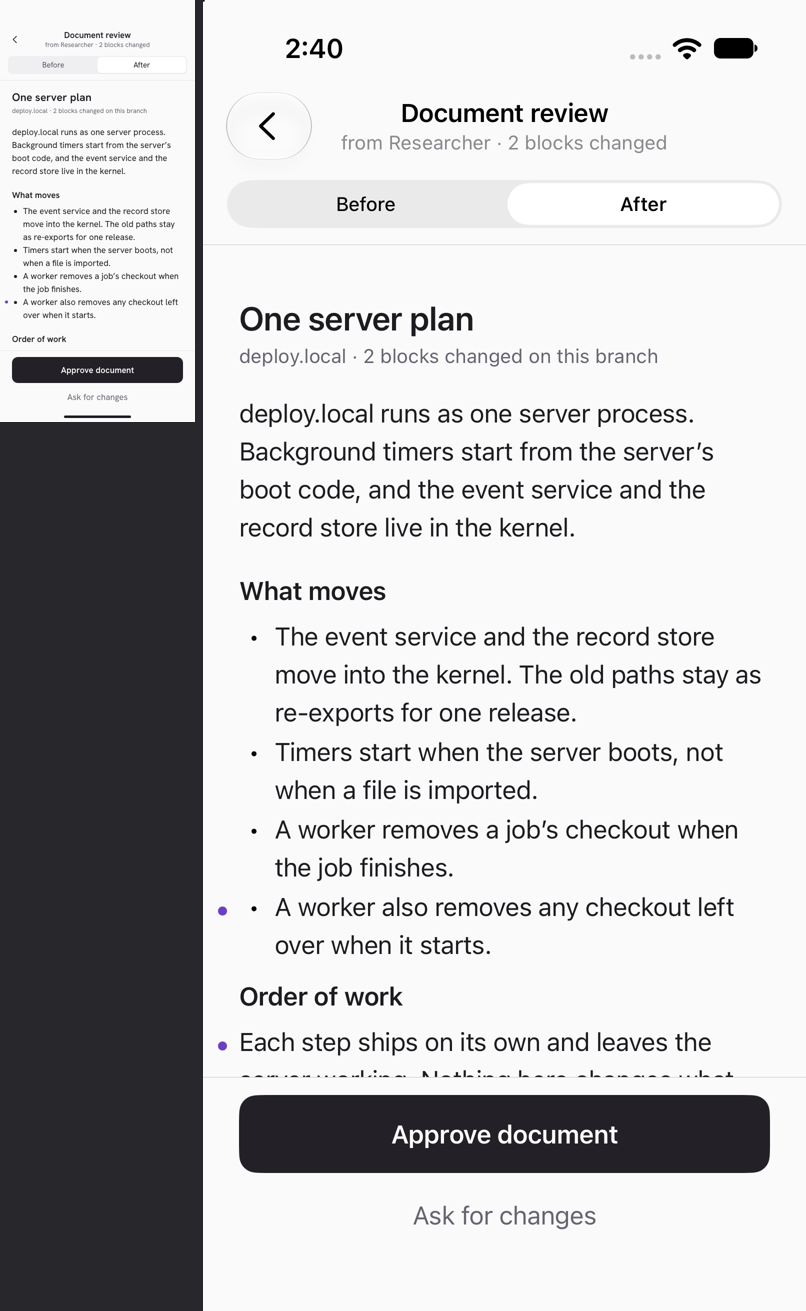 Document review
from Researcher · 2 blocks changed
Before
After
One server plan
deploy.local · 2 blocks changed on this branch
deploy.local runs as one server process.
Background timers start from the server's
boot code, and the event service and the
record store live in the kernel.
What moves
• The event service and the record store
move into the kernel. The old paths stay
as re-exports for one release.
• Timers start when the server boots, not
when a file is imported.
• A worker removes a job's checkout when
the job finishes.
• A worker also removes any checkout left
over when it starts.
Order of work
Approve document
Ask for changes
2:40
Document review
from Researcher · 2 blocks changed
Before
After
One server plan
deploy.local · 2 blocks changed on this branch
deploy.local runs as one server process.
Background timers start from the server’s
boot code, and the event service and the
record store live in the kernel.
What moves
• The event service and the record store
move into the kernel. The old paths stay as
re-exports for one release.
• Timers start when the server boots, not
when a file is imported.
• A worker removes a job’s checkout when
the job finishes.
• A worker also removes any checkout left
over when it starts.
Order of work
Each step ships on its own and leaves the
server working. Nothing here changes what
Approve document
Ask for changes